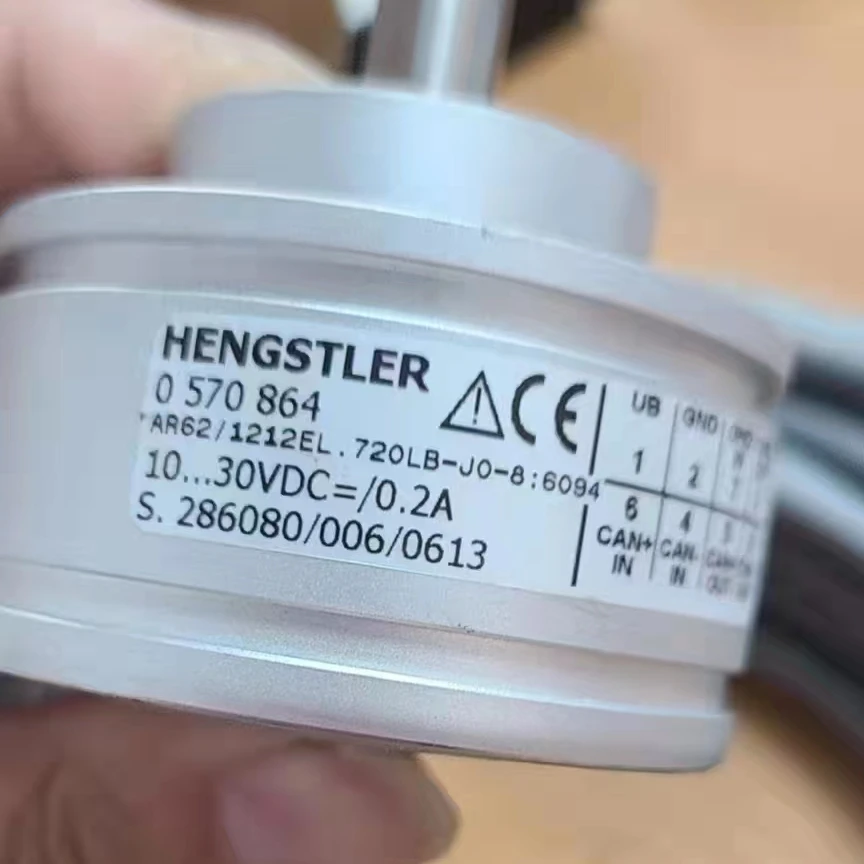 HENGSTLER
0 570 864
AR62/1212EL.720LB-J0-8:6094
10...30VDC=/0.2A
S. 286080/006/0613
CE
UB GND
1 2
6 4
CAN+ CAN-
IN IN